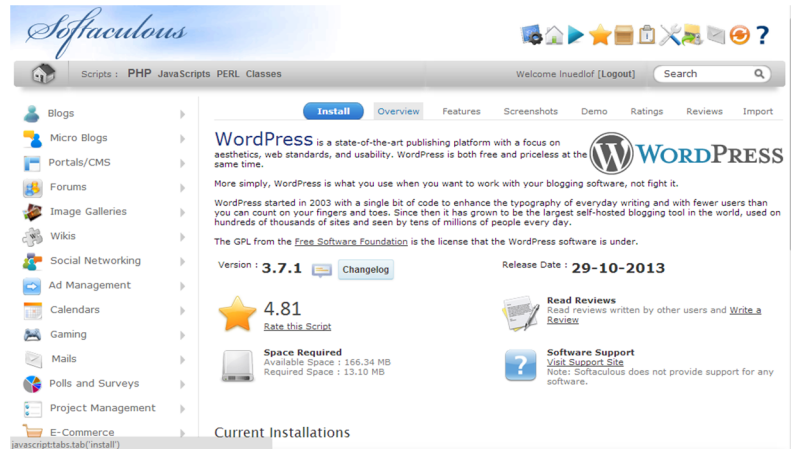 Softaculous
Scripts : PHP JavaScripts PERL Classes
Welcome lnuedlof [Logout]
Search
Blogs
Micro Blogs
Portals/CMS
Forums
Image Galleries
Wikis
Social Networking
Ad Management
Calendars
Gaming
Mails
Polls and Surveys
Project Management
E-Commerce
javascript:tabs.tab('install')
Install Overview Features Screenshots Demo Ratings Reviews Import
WordPress is a state-of-the-art publishing platform with a focus on
aesthetics, web standards, and usability. WordPress is both free and priceless at the
same time.
WORDPRESS
More simply, WordPress is what you use when you want to work with your blogging software, not fight it.
WordPress started in 2003 with a single bit of code to enhance the typography of everyday writing and with fewer users than
you can count on your fingers and toes. Since then it has grown to be the largest self-hosted blogging tool in the world, used on
hundreds of thousands of sites and seen by tens of millions of people every day.
The GPL from the Free Software Foundation is the license that the WordPress software is under.
Version : 3.7.1 Changelog
Release Date : 29-10-2013
4.81
Rate this Script
Read Reviews
Read reviews written by other users and Write a
Review
Space Required
Available Space : 166.34 MB
Required Space : 13.10 MB
Software Support
Visit Support Site
Note: Softaculous does not provide support for any
software.
Current Installations